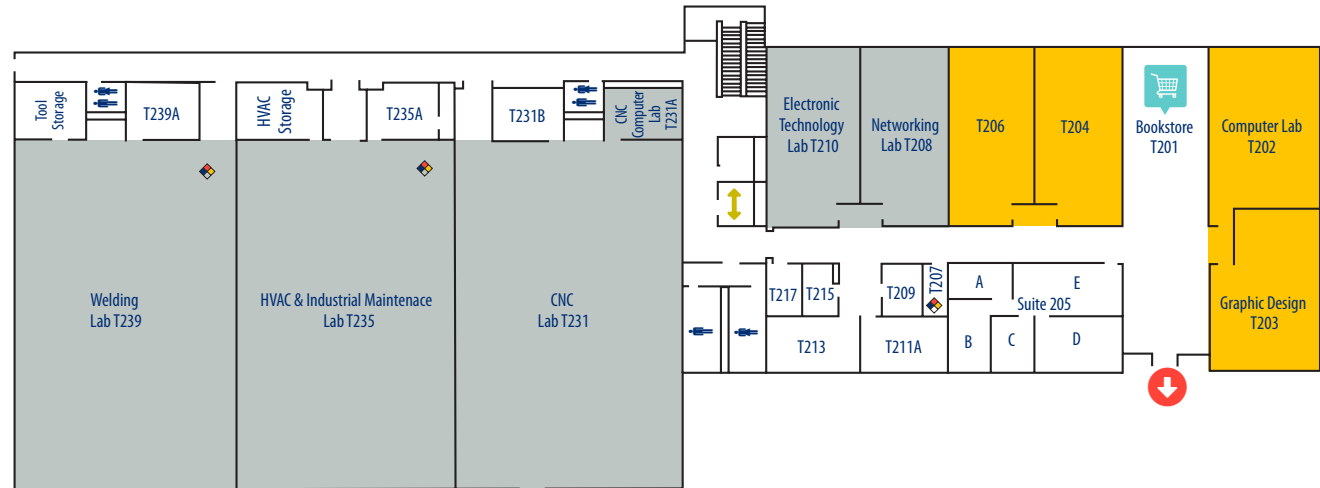 Tool
Storage
T239A
HVAC
Storage
T235A
T231B
CNC
Computer
Lab
T231A
Electronic
Technology
Lab T210
Networking
Lab T208
T206
T204
Bookstore
T201
Computer Lab
T202
Welding
Lab T239
HVAC & Industrial Maintenace
Lab T235
CNC
Lab T231
T217
T215
T209
T207
A
E
Suite 205
B
C
D
T213
T211A
Graphic Design
T203